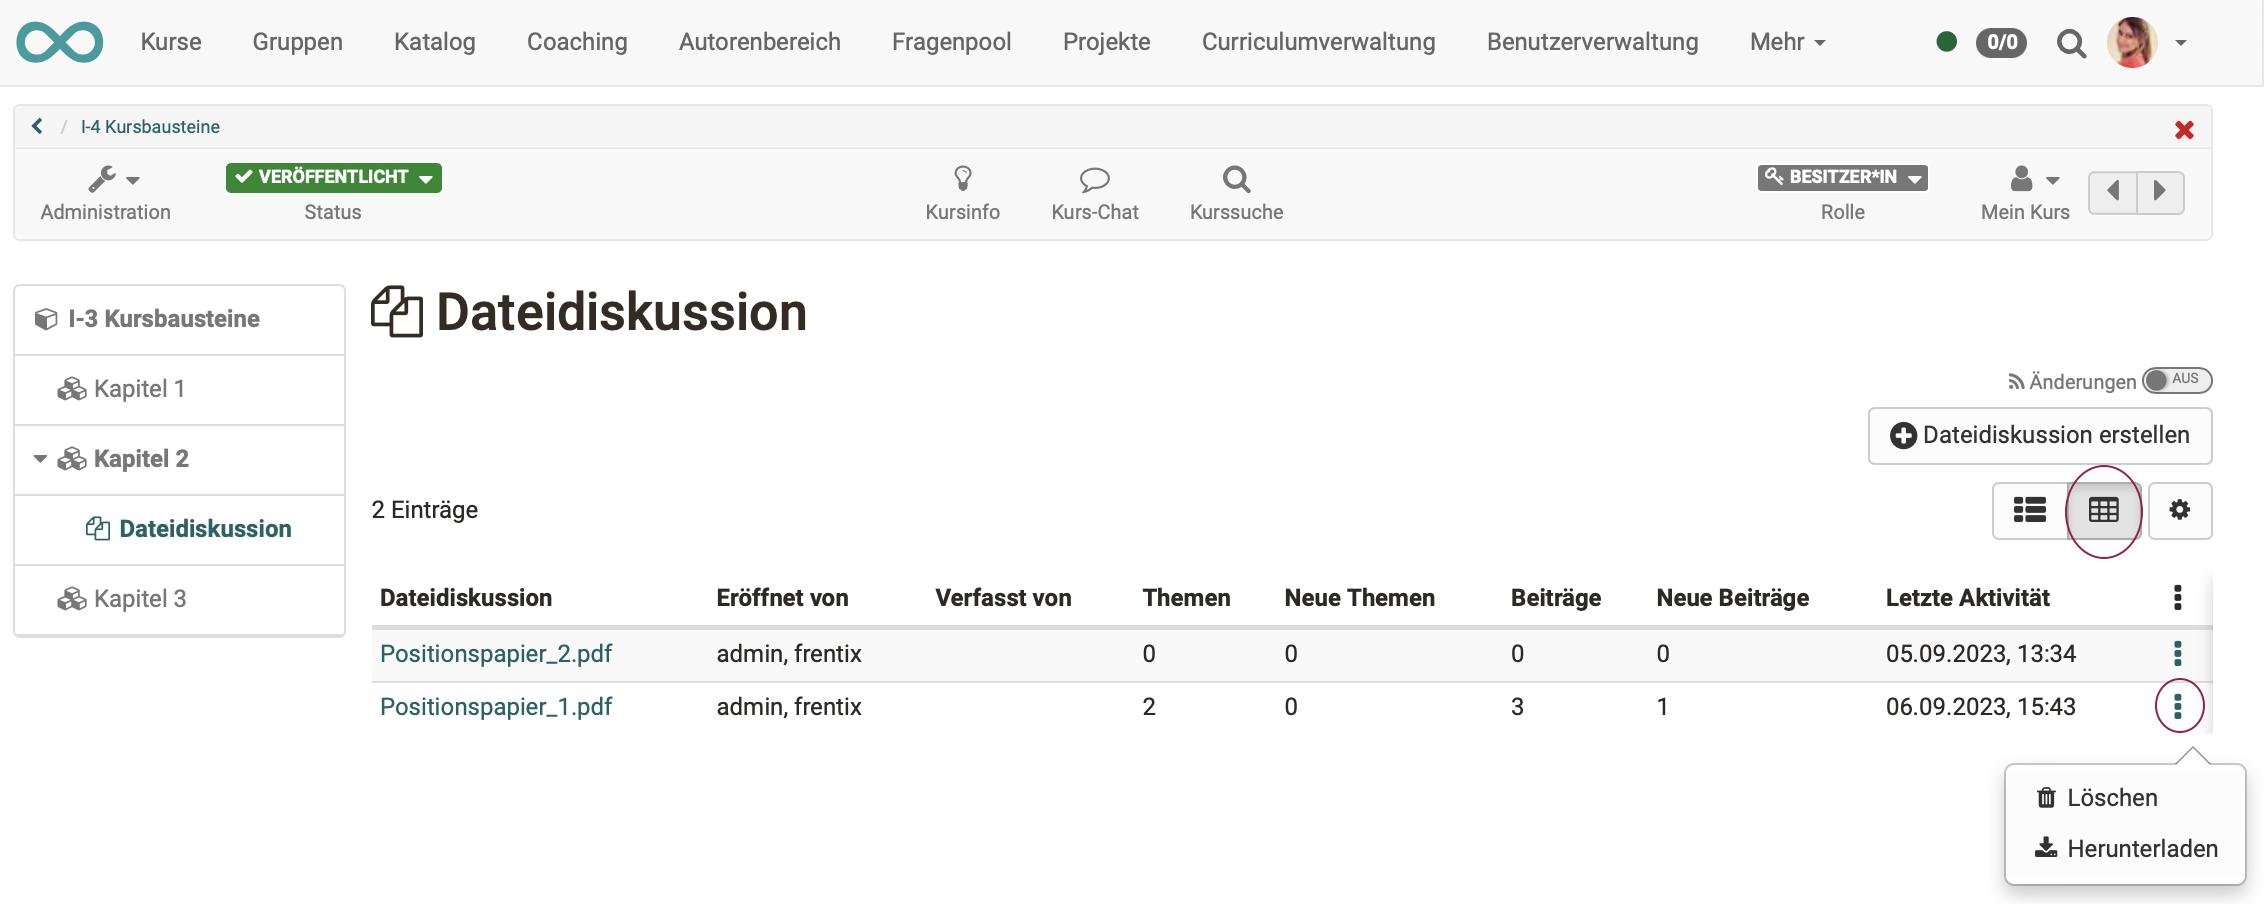 Kurse Gruppen Katalog Coaching Autorenbereich Fragenpool Projekte Curriculumverwaltung Benutzerverwaltung Mehr 0/0
/ I-4 Kursbausteine
VERÖFFENTLICHT BESITZER*IN
Administration Status Kursinfo Kurs-Chat Kurssuche Rolle Mein Kurs
I-3 Kursbausteine
Kapitel 1
Kapitel 2
Dateidiskussion
Kapitel 3
Dateidiskussion
Änderungen AUS
Dateidiskussion erstellen
2 Einträge
Dateidiskussion Eröffnet von Verfasst von Themen Neue Themen Beiträge Neue Beiträge Letzte Aktivität
Positionspapier_2.pdf admin, frentix 0 0 0 0 05.09.2023, 13:34
Positionspapier_1.pdf admin, frentix 2 0 3 1 06.09.2023, 15:43
Löschen
Herunterladen